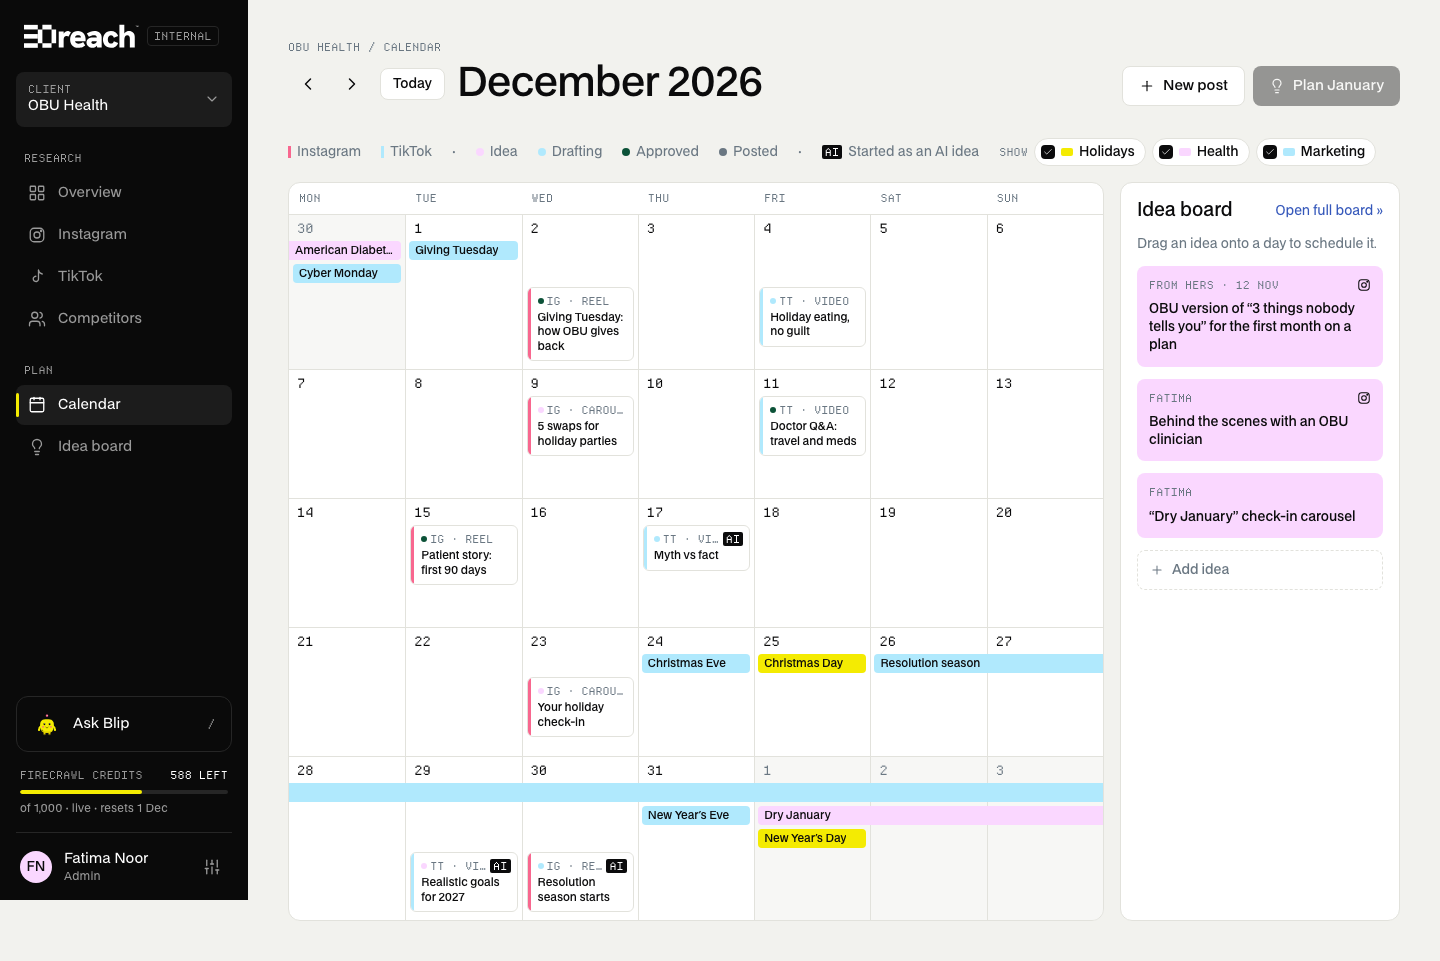 reach
INTERNAL
CLIENT
OBU Health
RESEARCH
Overview
Instagram
TikTok
Competitors
PLAN
Calendar
Idea board
Ask Blip /
FIRECRAWL CREDITS 588 LEFT
of 1,000 · live · resets 1 Dec
FN
Fatima Noor
Admin
OBU HEALTH / CALENDAR
Today
December 2026
New post
Plan January
Instagram TikTok · Idea Drafting Approved Posted · AI Started as an AI idea SHOW Holidays Health Marketing
MON TUE WED THU FRI SAT SUN
30 1 2 3 4 5 6
American Diabet… Giving Tuesday
Cyber Monday
IG · REEL
Giving Tuesday:
how OBU gives
back
TT · VIDEO
Holiday eating,
no guilt
7 8 9 10 11 12 13
IG · CAROU…
5 swaps for
holiday parties
TT · VIDEO
Doctor Q&A:
travel and meds
14 15 16 17 18 19 20
IG · REEL
Patient story:
first 90 days
TT · VI… AI
Myth vs fact
21 22 23 24 25 26 27
Christmas Eve Christmas Day Resolution season
IG · CAROU…
Your holiday
check-in
28 29 30 31 1 2 3
New Year's Eve Dry January
New Year's Day
TT · VI… AI
Realistic goals
for 2027
IG · RE… AI
Resolution
season starts
Idea board
Open full board »
Drag an idea onto a day to schedule it.
FROM HERS · 12 NOV
OBU version of “3 things nobody
tells you” for the first month on a
plan
FATIMA
Behind the scenes with an OBU
clinician
FATIMA
“Dry January” check-in carousel
Add idea